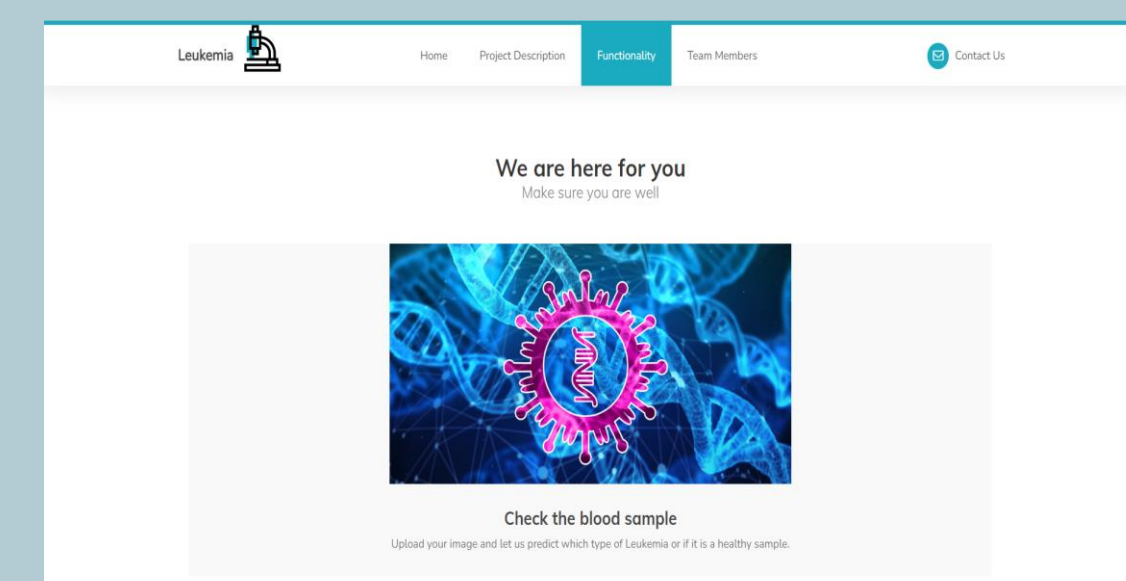 Leukemia
Home
Project Description
Functionality
Team Members
Contact Us
We are here for you
Make sure you are well
Check the blood sample
Upload your image and let us predict which type of Leukemia or if it is a healthy sample.